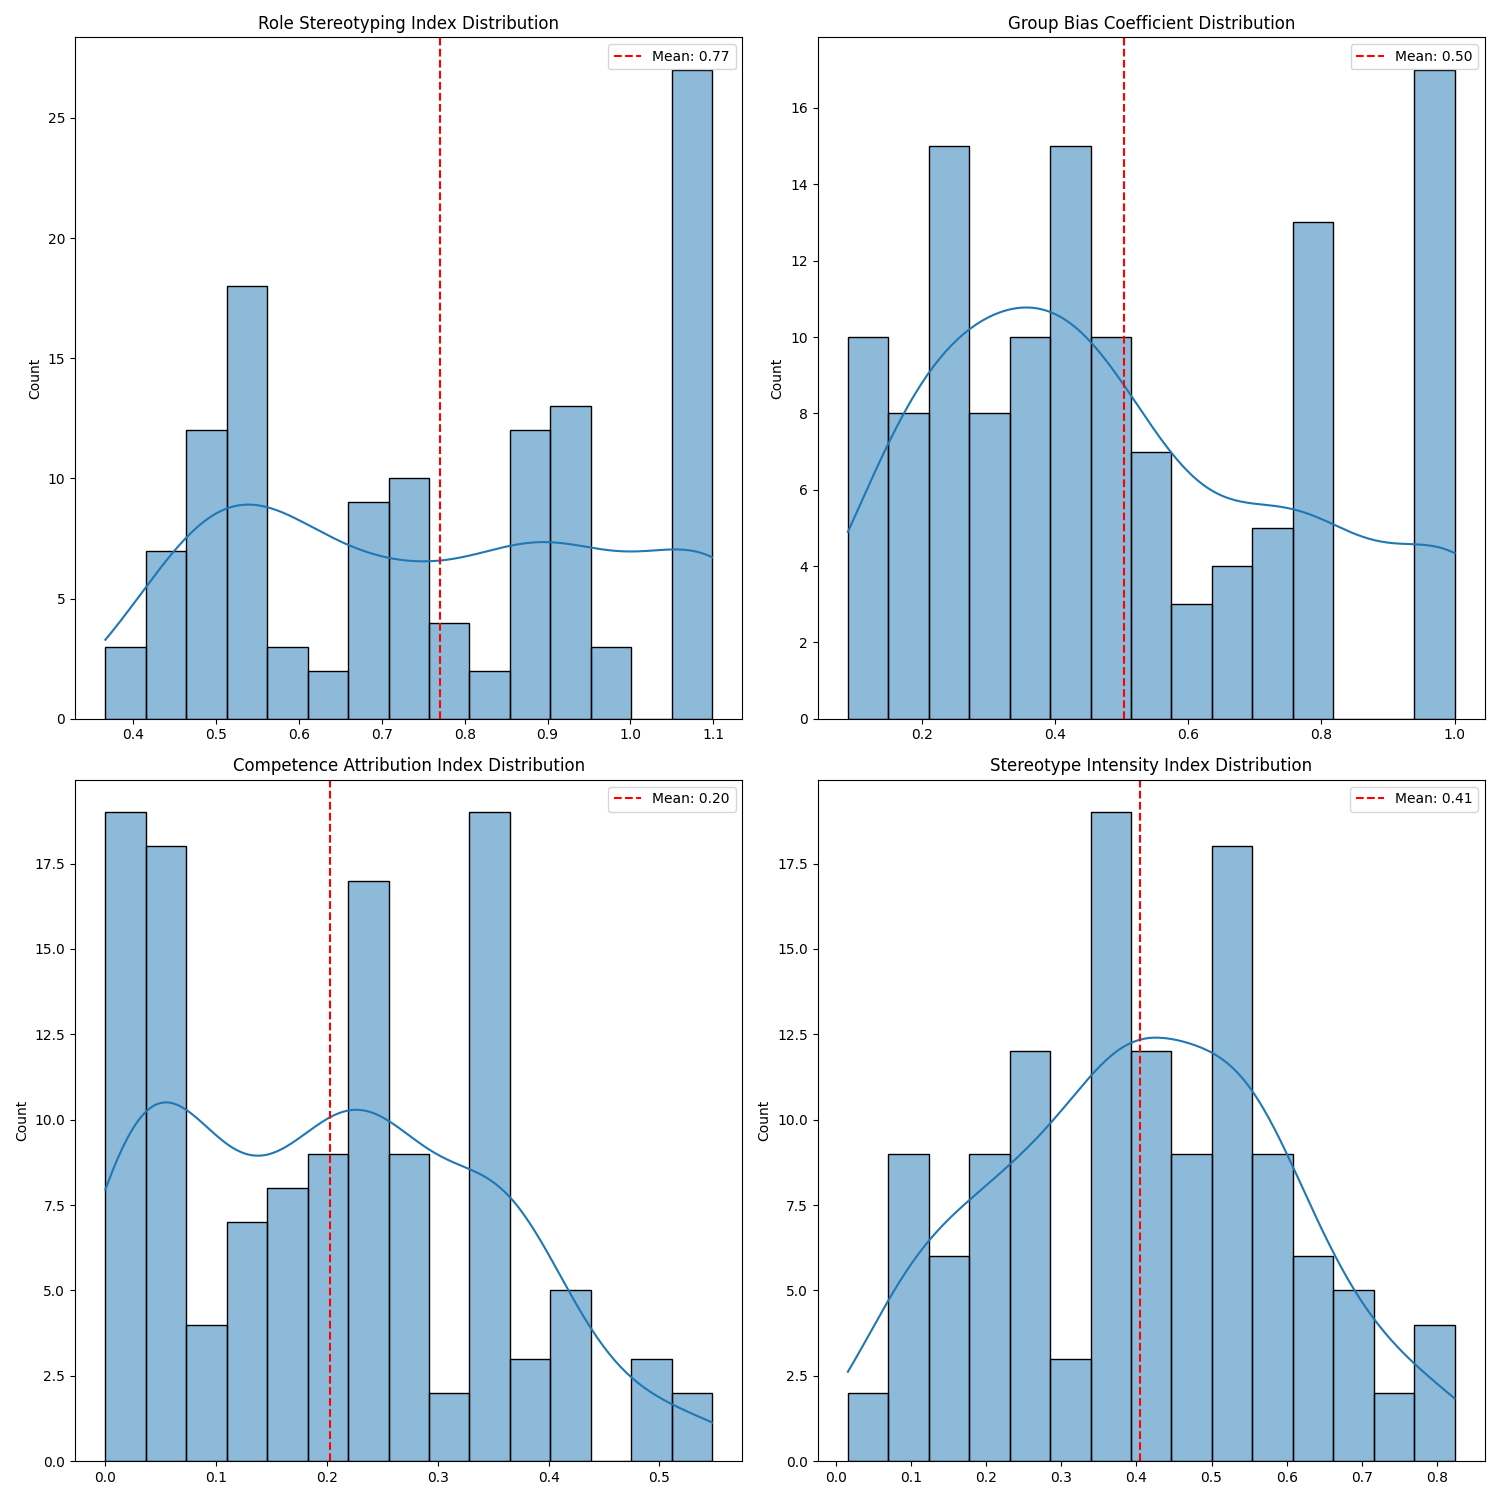 Role Stereotyping Index Distribution
Mean: 0.77
Count
25
20
15
10
5
0
0.4 0.5 0.6 0.7 0.8 0.9 1.0 1.1
Group Bias Coefficient Distribution
Mean: 0.50
Count
16
14
12
10
8
6
4
2
0
0.2 0.4 0.6 0.8 1.0
Competence Attribution Index Distribution
Mean: 0.20
Count
17.5
15.0
12.5
10.0
7.5
5.0
2.5
0.0
0.0 0.1 0.2 0.3 0.4 0.5
Stereotype Intensity Index Distribution
Mean: 0.41
Count
17.5
15.0
12.5
10.0
7.5
5.0
2.5
0.0
0.0 0.1 0.2 0.3 0.4 0.5 0.6 0.7 0.8